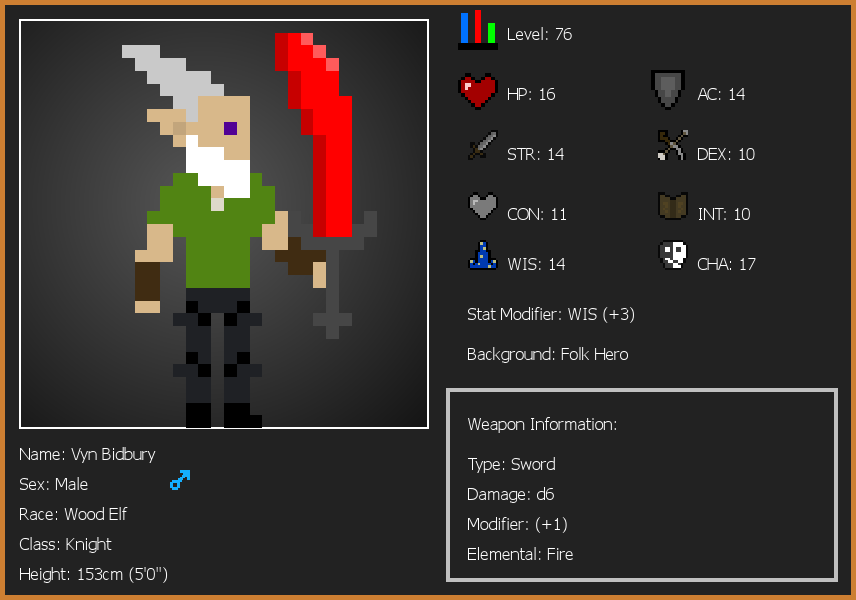 Level: 76
HP: 16
AC: 14
STR: 14
DEX: 10
CON: 11
INT: 10
WIS: 14
CHA: 17
Stat Modifier: WIS (+3)
Background: Folk Hero
Weapon Information:
Type: Sword
Damage: d6
Modifier: (+1)
Elemental: Fire
Name: Vyn Bidbury
Sex: Male
Race: Wood Elf
Class: Knight
Height: 153cm (5'0")